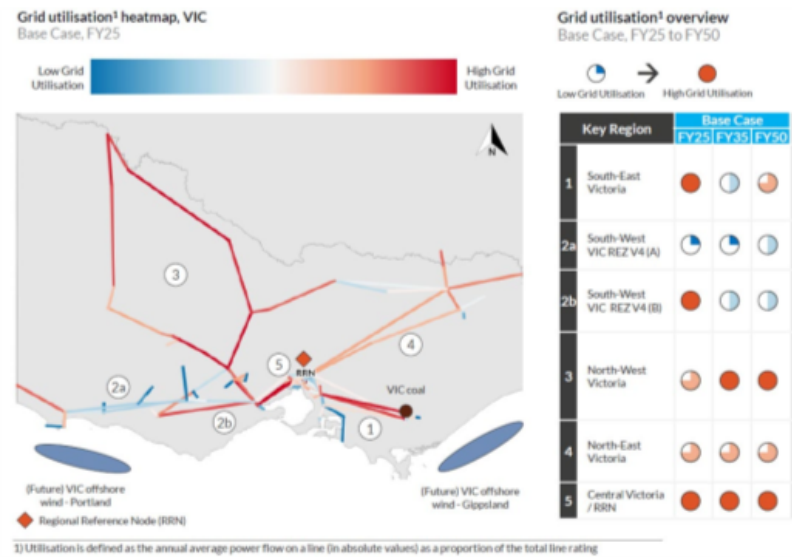 Grid utilisation¹ heatmap, VIC
Base Case, FY25
Low Grid
Utilisation
High Grid
Utilisation
N
3
4
5
RRN
2a
2b
VIC coal
1
(Future) VIC offshore
wind - Portland
(Future) VIC offshore
wind - Gippsland
Regional Reference Node (RRN)
Grid utilisation¹ overview
Base Case, FY25 to FY50
Low Grid Utilisation
High Grid Utilisation
Key Region
Base Case
FY25 FY35 FY50
1
South-East
Victoria
2a
South-West
VIC REZ V4 (A)
2b
South-West
VIC REZ V4 (B)
3
North-West
Victoria
4
North-East
Victoria
5
Central Victoria
/ RRN
1) Utilisation is defined as the annual average power flow on a line (in absolute values) as a proportion of the total line rating